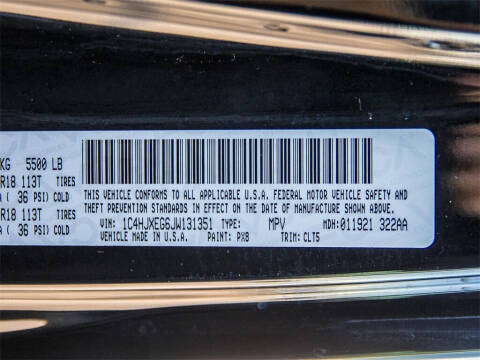 KG 5500 LB
R18 113T TIRES
( 36 PSI) COLD
R18 113T TIRES
( 36 PSI) COLD
THIS VEHICLE CONFORMS TO ALL APPLICABLE U.S.A. FEDERAL MOTOR VEHICLE SAFETY AND
THEFT PREVENTION STANDARDS IN EFFECT ON THE DATE OF MANUFACTURE SHOWN ABOVE.
VIN: 1C4HJXEG6JW131351 TYPE: MPV MDH:011921 322AA
VEHICLE MADE IN U.S.A. PAINT: PX8 TRIM: CLT5